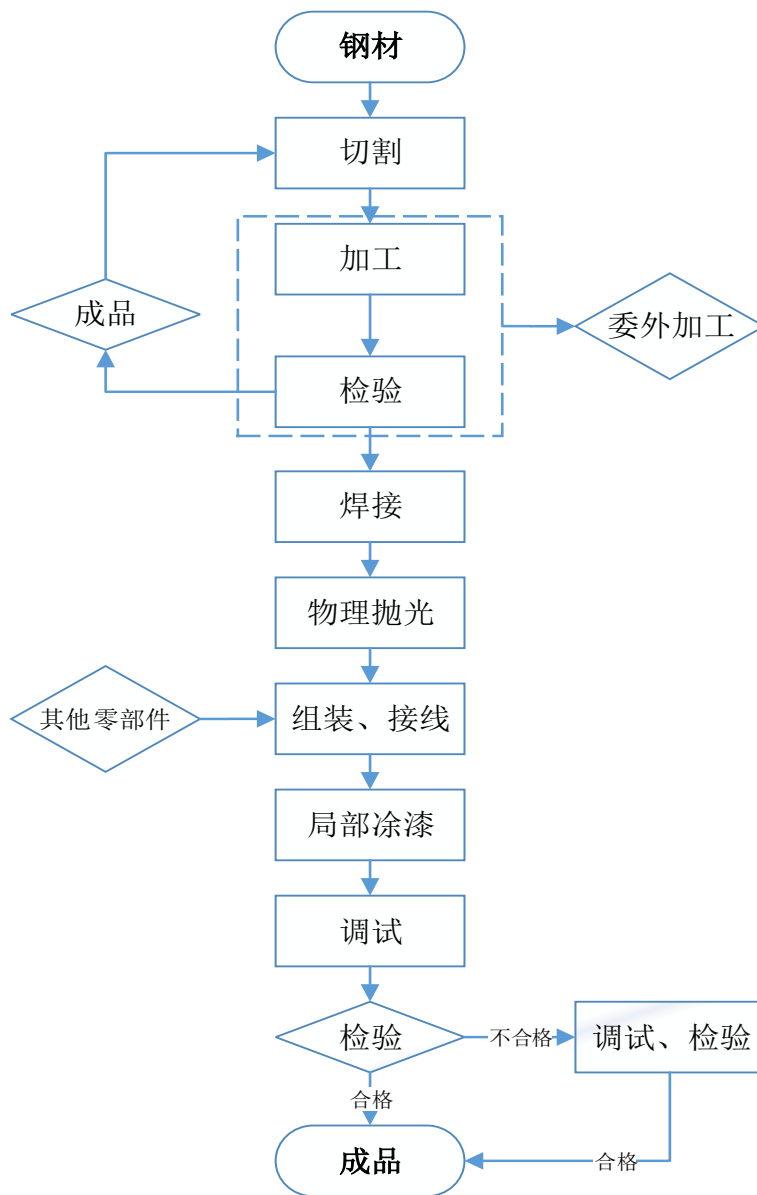 钢材
切割
加工
成品
委外加工
检验
焊接
物理抛光
其他零部件
组装、接线
局部涂漆
调试
检验
不合格
调试、检验
合格
成品
合格